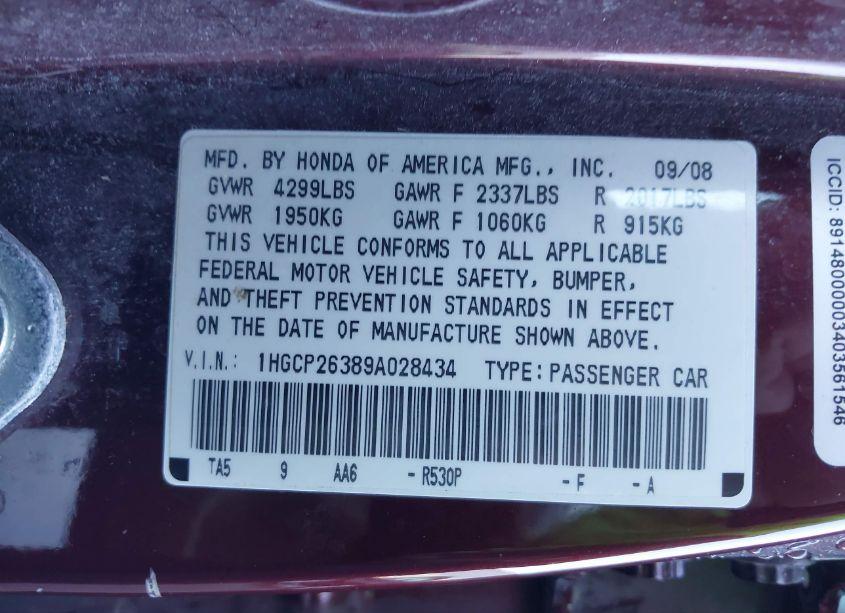 MFD. BY HONDA OF AMERICA MFG., INC. 09/08
GVWR 4299LBS GAWR F 2337LBS R 2017LBS
GVWR 1950KG GAWR F 1060KG R 915KG
THIS VEHICLE CONFORMS TO ALL APPLICABLE
FEDERAL MOTOR VEHICLE SAFETY, BUMPER,
AND THEFT PREVENTION STANDARDS IN EFFECT
ON THE DATE OF MANUFACTURE SHOWN ABOVE.
V.I.N.: 1HGCP26389A028434 TYPE: PASSENGER CAR
TA5 9 AA6 - R530P - F - A
ICCID: 89148000003403561546